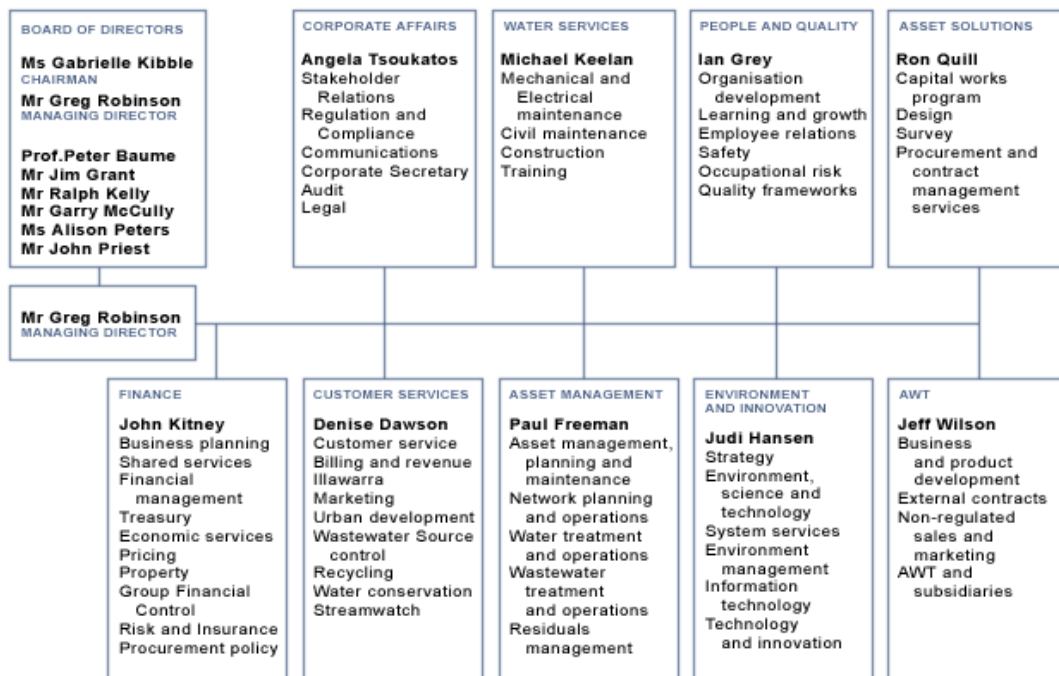 BOARD OF DIRECTORS
Ms Gabrielle Kibble
CHAIRMAN
Mr Greg Robinson
MANAGING DIRECTOR
Prof.Peter Baume
Mr Jim Grant
Mr Ralph Kelly
Mr Garry McCully
Ms Alison Peters
Mr John Priest
CORPORATE AFFAIRS
Angela Tsoukatos
Stakeholder
Relations
Regulation and
Compliance
Communications
Corporate Secretary
Audit
Legal
WATER SERVICES
Michael Keelan
Mechanical and
Electrical
maintenance
Civil maintenance
Construction
Training
PEOPLE AND QUALITY
Ian Grey
Organisation
development
Learning and growth
Employee relations
Safety
Occupational risk
Quality frameworks
ASSET SOLUTIONS
Ron Quill
Capital works
program
Design
Survey
Procurement and
contract
management
services
Mr Greg Robinson
MANAGING DIRECTOR
FINANCE
John Kitney
Business planning
Shared services
Financial
management
Treasury
Economic services
Pricing
Property
Group Financial
Control
Risk and Insurance
Procurement policy
CUSTOMER SERVICES
Denise Dawson
Customer service
Billing and revenue
Illawarra
Marketing
Urban development
Wastewater Source
control
Recycling
Water conservation
Streamwatch
ASSET MANAGEMENT
Paul Freeman
Asset management,
planning and
maintenance
Network planning
and operations
Water treatment
and operations
Wastewater
treatment
and operations
Residuals
management
ENVIRONMENT
AND INNOVATION
Judi Hansen
Strategy
Environment,
science and
technology
System services
Environment
management
Information
technology
Technology
and innovation
AWT
Jeff Wilson
Business
and product
development
External contracts
Non-regulated
sales and
marketing
AWT and
subsidiaries